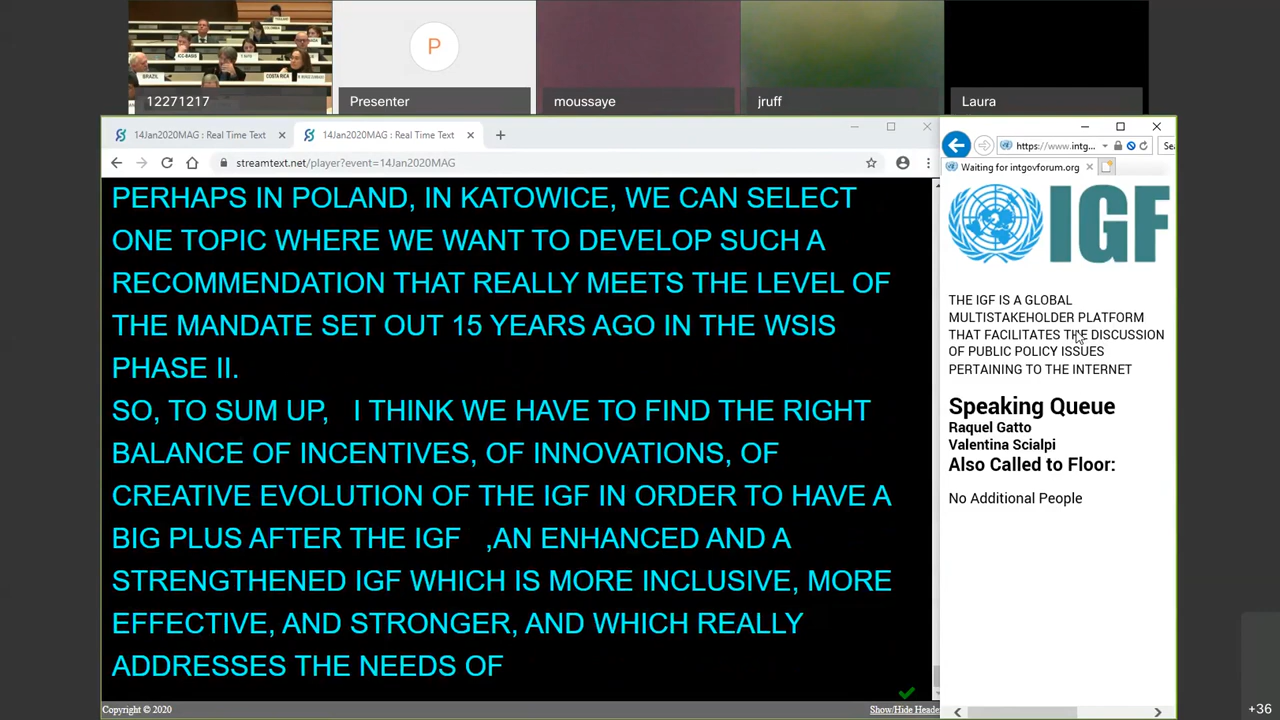 BRAZIL
COSTA RICA
12271217
P
Presenter
moussaye
jruff
Laura
14Jan2020MAG : Real Time Text
14Jan2020MAG : Real Time Text
streamtext.net/player?event=14Jan2020MAG
PERHAPS IN POLAND, IN KATOWICE, WE CAN SELECT
ONE TOPIC WHERE WE WANT TO DEVELOP SUCH A
RECOMMENDATION THAT REALLY MEETS THE LEVEL OF
THE MANDATE SET OUT 15 YEARS AGO IN THE WSIS
PHASE II.
SO, TO SUM UP,   I THINK WE HAVE TO FIND THE RIGHT
BALANCE OF INCENTIVES, OF INNOVATIONS, OF
CREATIVE EVOLUTION OF THE IGF IN ORDER TO HAVE A
BIG PLUS AFTER THE IGF   ,AN ENHANCED AND A
STRENGTHENED IGF WHICH IS MORE INCLUSIVE, MORE
EFFECTIVE, AND STRONGER, AND WHICH REALLY
ADDRESSES THE NEEDS OF
Copyright © 2020
Show/Hide Heade
https://www.intg...
Sea
Waiting for intgovforum.org
IGF
THE IGF IS A GLOBAL
MULTISTAKEHOLDER PLATFORM
THAT FACILITATES THE DISCUSSION
OF PUBLIC POLICY ISSUES
PERTAINING TO THE INTERNET
Speaking Queue
Raquel Gatto
Valentina Scialpi
Also Called to Floor:
No Additional People
+36